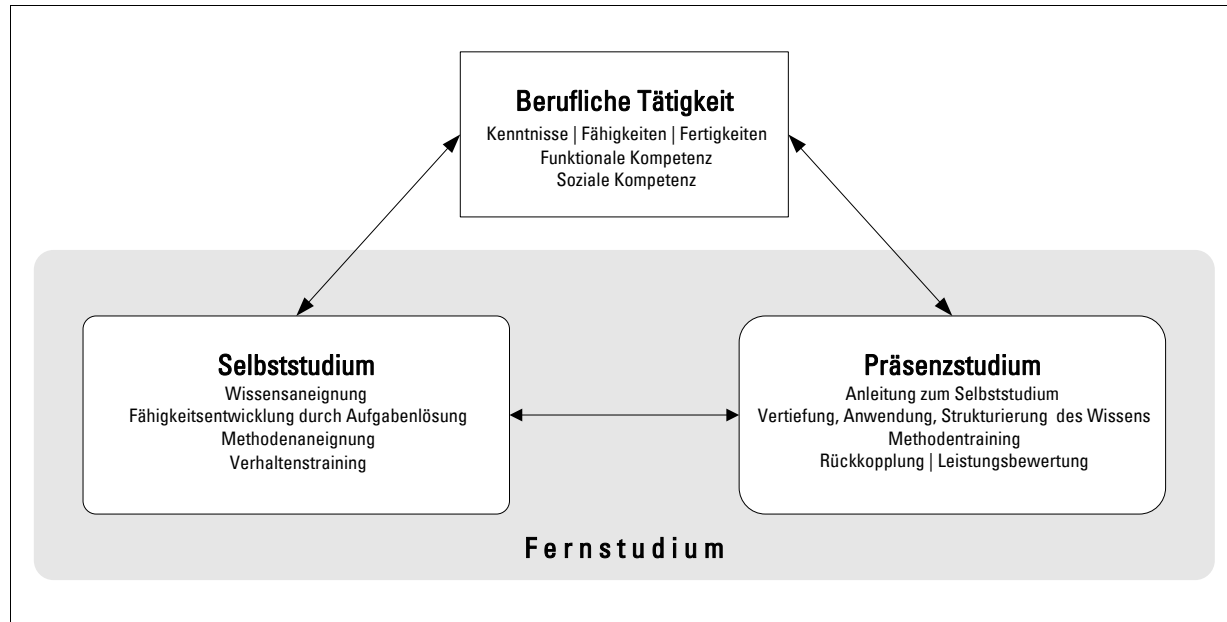 Berufliche Tätigkeit
Kenntnisse | Fähigkeiten | Fertigkeiten
Funktionale Kompetenz
Soziale Kompetenz
Selbststudium
Wissensaneignung
Fähigkeitsentwicklung durch Aufgabenlösung
Methodenaneignung
Verhaltenstraining
Präsenzstudium
Anleitung zum Selbststudium
Vertiefung, Anwendung, Strukturierung des Wissens
Methodentraining
Rückkopplung | Leistungsbewertung
Fernstudium